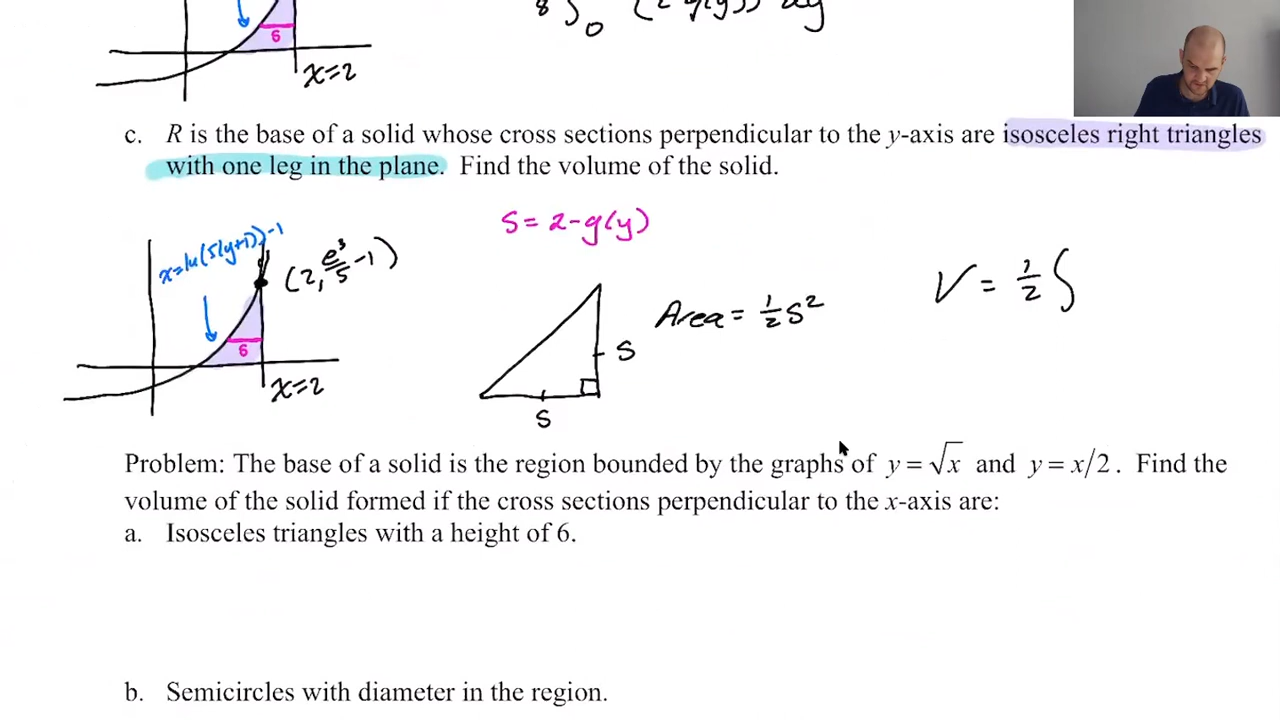 6
x=2
c. R is the base of a solid whose cross sections perpendicular to the y-axis are isosceles right triangles
with one leg in the plane. Find the volume of the solid.
s = 2-g(y)
x=ln(5(y+1))-1
(2, e³/5 -1)
Area = ½s²
V = ½ ∫
s
6
x=2
s
Problem: The base of a solid is the region bounded by the graphs of y = √x and y = x/2. Find the
volume of the solid formed if the cross sections perpendicular to the x-axis are:
a. Isosceles triangles with a height of 6.
b. Semicircles with diameter in the region.